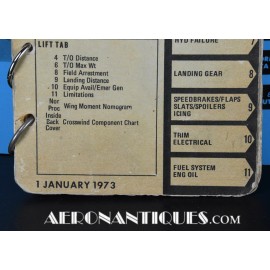 LIFT TAB
4 T/O Distance
6 T/O Max Wt
8 Field Arrestment
9 Landing Distance
10 Equip Avail/Emer Gen
11 Limitations
Nor
Proc Wing Moment Nomogram
Inside
Back Crosswind Component Chart
Cover
1 JANUARY 1973
HYD FAILURE
LANDING GEAR 8
SPEEDBRAKES/FLAPS
SLATS/SPOILERS 9
ICING
TRIM 10
ELECTRICAL
FUEL SYSTEM 11
ENG OIL
AERONANTIQUES.COM